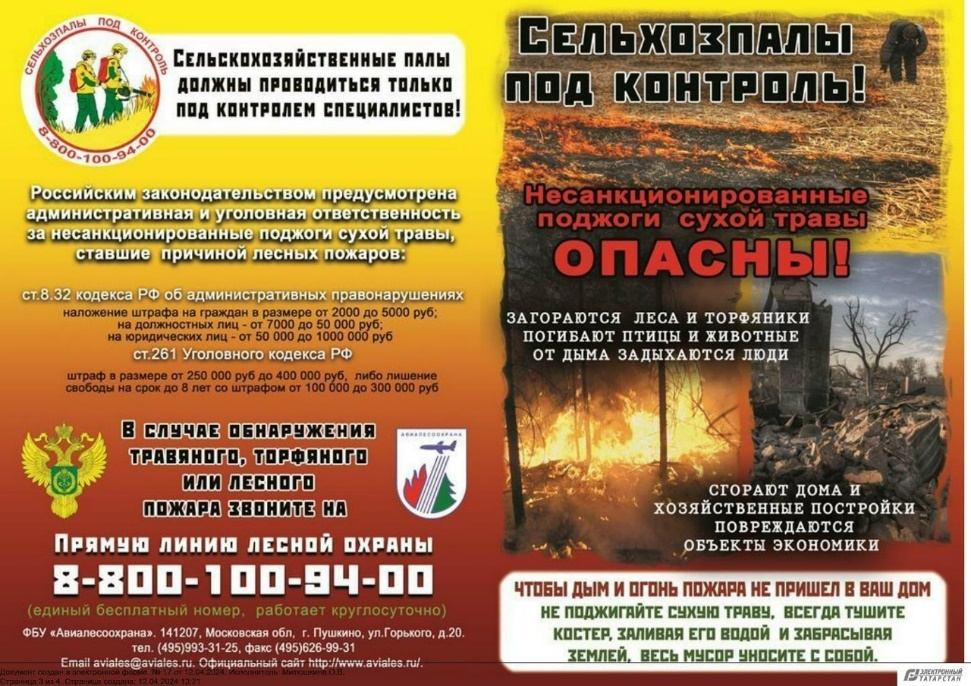 СЕЛЬХОЗПАЛЫ ПОД КОНТРОЛЬ
8-800-100-94-00
Сельскохозяйственные палы
должны проводиться только
под контролем специалистов!
Российским законодательством предусмотрена
административная и уголовная ответственность
за несанкционированные поджоги сухой травы,
ставшие причиной лесных пожаров:
ст.8.32 кодекса РФ об административных правонарушениях
наложение штрафа на граждан в размере от 2000 до 5000 руб;
на должностных лиц - от 7000 до 50 000 руб;
на юридических лиц - от 50 000 до 1000 000 руб
ст.261 Уголовного кодекса РФ
штраф в размере от 250 000 руб до 400 000 руб, либо лишение
свободы на срок до 8 лет со штрафом от 100 000 до 300 000 руб
В случае обнаружения
травяного, торфяного
или лесного
пожара звоните на
АВИАЛЕСООХРАНА
Прямую линию лесной охраны
8-800-100-94-00
(единый бесплатный номер, работает круглосуточно)
ФБУ «Авиалесоохрана». 141207, Московская обл, г. Пушкино, ул.Горького, д.20.
тел. (495)993-31-25, факс (495)626-99-31
Email aviales@aviales.ru. Официальный сайт http://www.aviales.ru/.
Сельхозпалы
под контроль!
Несанкционированные
поджоги сухой травы
ОПАСНЫ!
ЗАГОРАЮТСЯ ЛЕСА И ТОРФЯНИКИ
ПОГИБАЮТ ПТИЦЫ И ЖИВОТНЫЕ
ОТ ДЫМА ЗАДЫХАЮТСЯ ЛЮДИ
СГОРАЮТ ДОМА И
ХОЗЯЙСТВЕННЫЕ ПОСТРОЙКИ
ПОВРЕЖДАЮТСЯ
ОБЪЕКТЫ ЭКОНОМИКИ
ЧТОБЫ ДЫМ И ОГОНЬ ПОЖАРА НЕ ПРИШЕЛ В ВАШ ДОМ
НЕ ПОДЖИГАЙТЕ СУХУЮ ТРАВУ, ВСЕГДА ТУШИТЕ
КОСТЕР, ЗАЛИВАЯ ЕГО ВОДОЙ И ЗАБРАСЫВАЯ
ЗЕМЛЕЙ, ВЕСЬ МУСОР УНОСИТЕ С СОБОЙ.
Документ создан в электронной форме. № 17 от 12.04.2024. Исполнитель:
Страница 3 из 4. Страница создана: 12.04.2024 13:21
ЭЛЕКТРОННЫЙ
ТАТАРСТАН